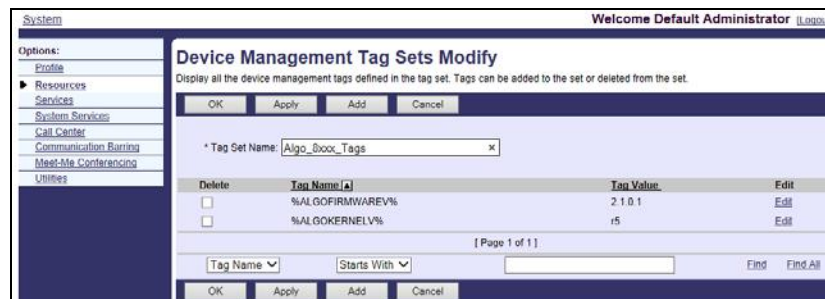 System
Welcome Default Administrator
Options:
Profile
Resources
Services
System Services
Call Center
Communication Barring
Meet-Me Conferencing
Utilities
Device Management Tag Sets Modify
Display all the device management tags defined in the tag set. Tags can be added to the set or deleted from the set.
OK Apply Add Cancel
* Tag Set Name: Algo_8xxx_Tags ×
Delete Tag Name Tag Value Edit
%ALGOFIRMWAREV% 2.1.0.1 Edit
%ALGOKERNELV% r5 Edit
[ Page 1 of 1 ]
Tag Name Starts With Find Find All
OK Apply Add Cancel